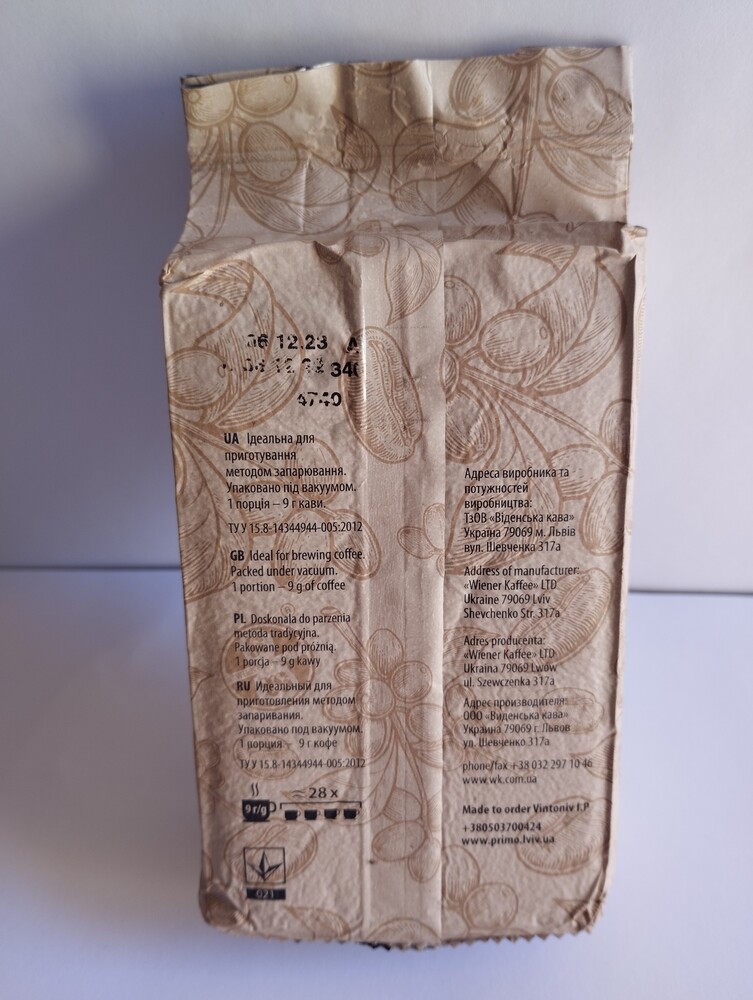 06 12.23 A
340
4740
UA Ідеальна для
приготування
методом запарювання.
Упаковано під вакуумом.
1 порція – 9 г кави.
ТУ У 15.8-14344944-005:2012
GB Ideal for brewing coffee.
Packed under vacuum.
1 portion – 9 g of coffee
PL Doskonała do parzenia
metodą tradycyjną.
Pakowane pod próżnią.
1 porcja – 9 g kawy
RU Идеальный для
приготовления методом
запаривания.
Упаковано под вакуумом.
1 порция – 9 г кофе
ТУ У 15.8-14344944-005:2012
≈28 x
9 г/g
021
Адреса виробника та
потужностей
виробництва:
ТзОВ «Віденська кава»
Україна 79069 м. Львів
вул. Шевченка 317а
Address of manufacturer:
«Wiener Kaffee» LTD
Ukraine 79069 Lviv
Shevchenko Str. 317a
Adres producenta:
«Wiener Kaffee» LTD
Ukraina 79069 Lwów
ul. Szewczenka 317a
Адрес производителя:
ООО «Виденська кава»
Украина 79069 г. Львов
ул. Шевченко 317а
phone/fax +38 032 297 10 46
www.wk.com.ua
Made to order Vintoniv I.P
+380503700424
www.primo.lviv.ua